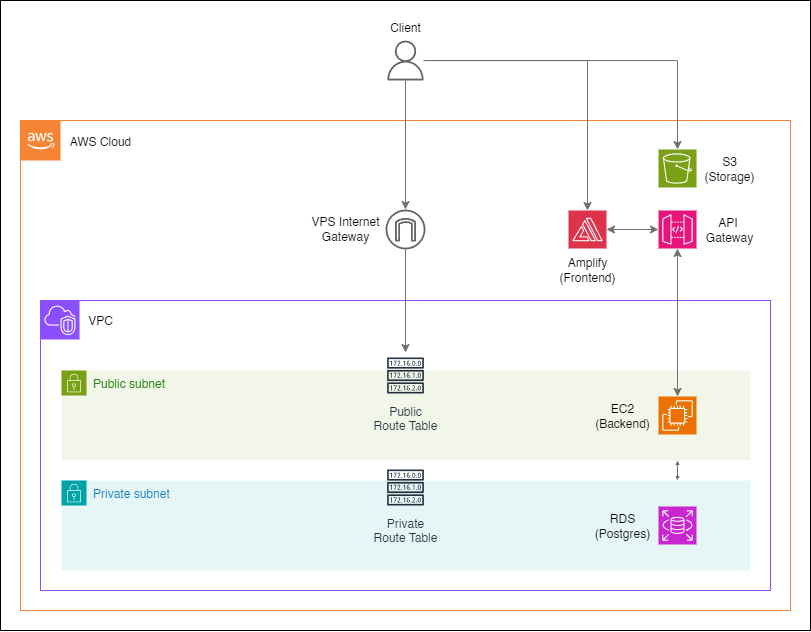 Client
aws
AWS Cloud
S3
(Storage)
VPS Internet
Gateway
API
Gateway
Amplify
(Frontend)
VPC
172.16.0.0
172.16.1.0
172.16.2.0
Public subnet
Public
Route Table
EC2
(Backend)
172.16.0.0
172.16.1.0
172.16.2.0
Private subnet
Private
Route Table
RDS
(Postgres)